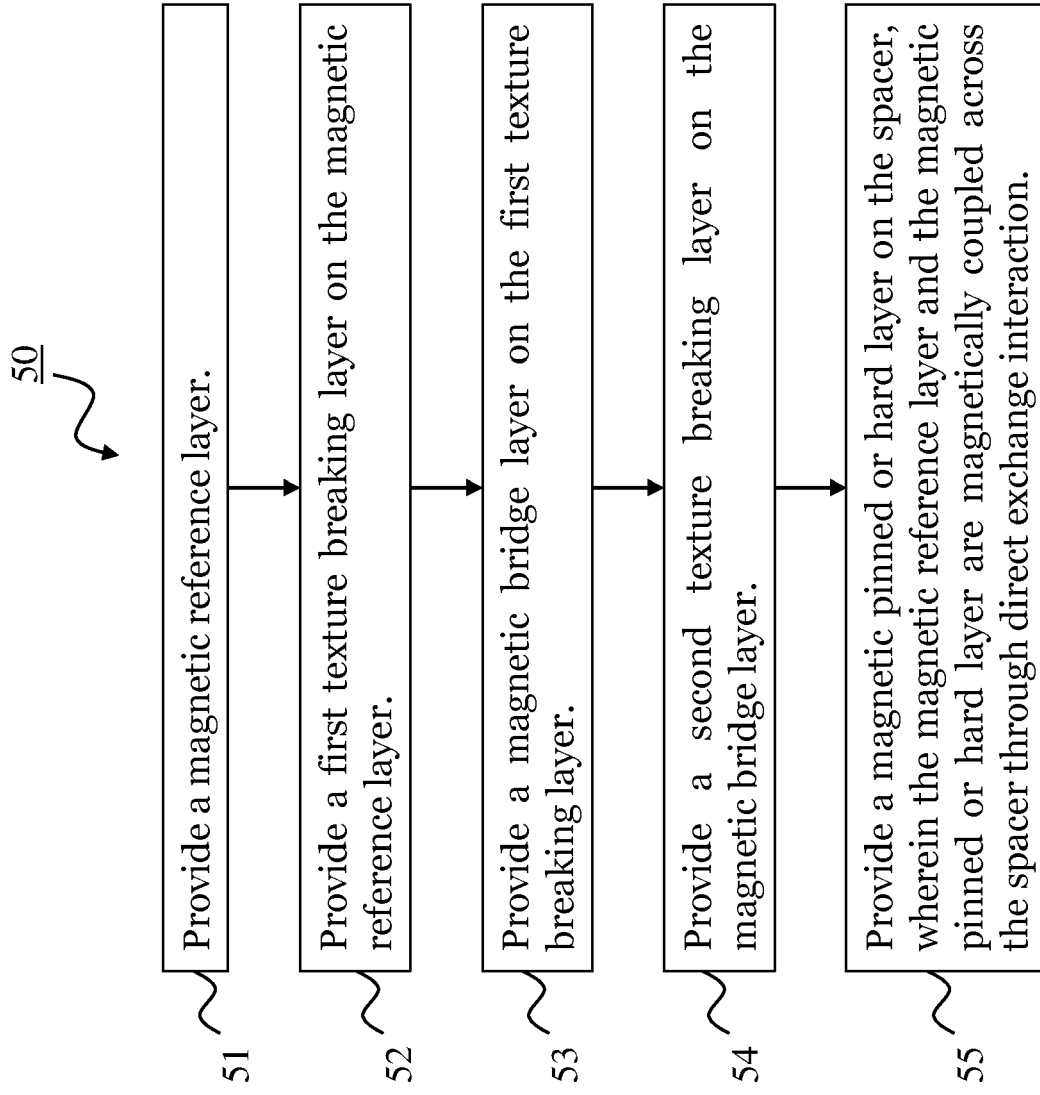 50
51
Provide a magnetic reference layer.
52
Provide a first texture breaking layer on the magnetic
reference layer.
53
Provide a magnetic bridge layer on the first texture
breaking layer.
54
Provide a second texture breaking layer on the
magnetic bridge layer.
55
Provide a magnetic pinned or hard layer on the spacer,
wherein the magnetic reference layer and the magnetic
pinned or hard layer are magnetically coupled across
the spacer through direct exchange interaction.